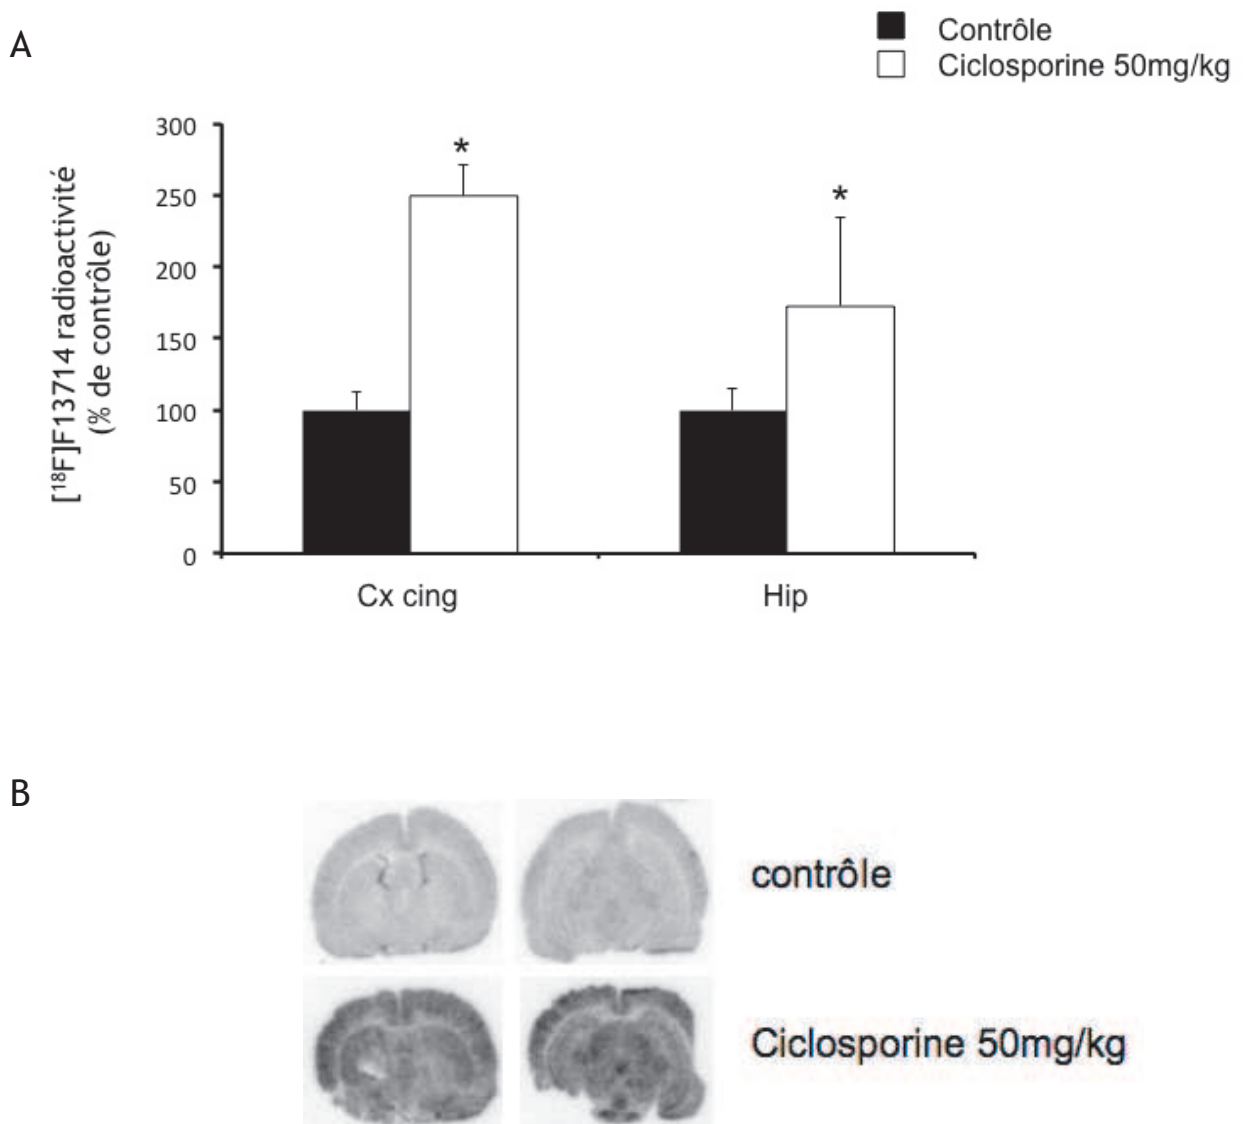 A
Contrôle
Ciclosporine 50mg/kg
[¹⁸F]F13714 radioactivité
(% de contrôle)
300
250
200
150
100
50
0
*
*
Cx cing
Hip
B
contrôle
Ciclosporine 50mg/kg